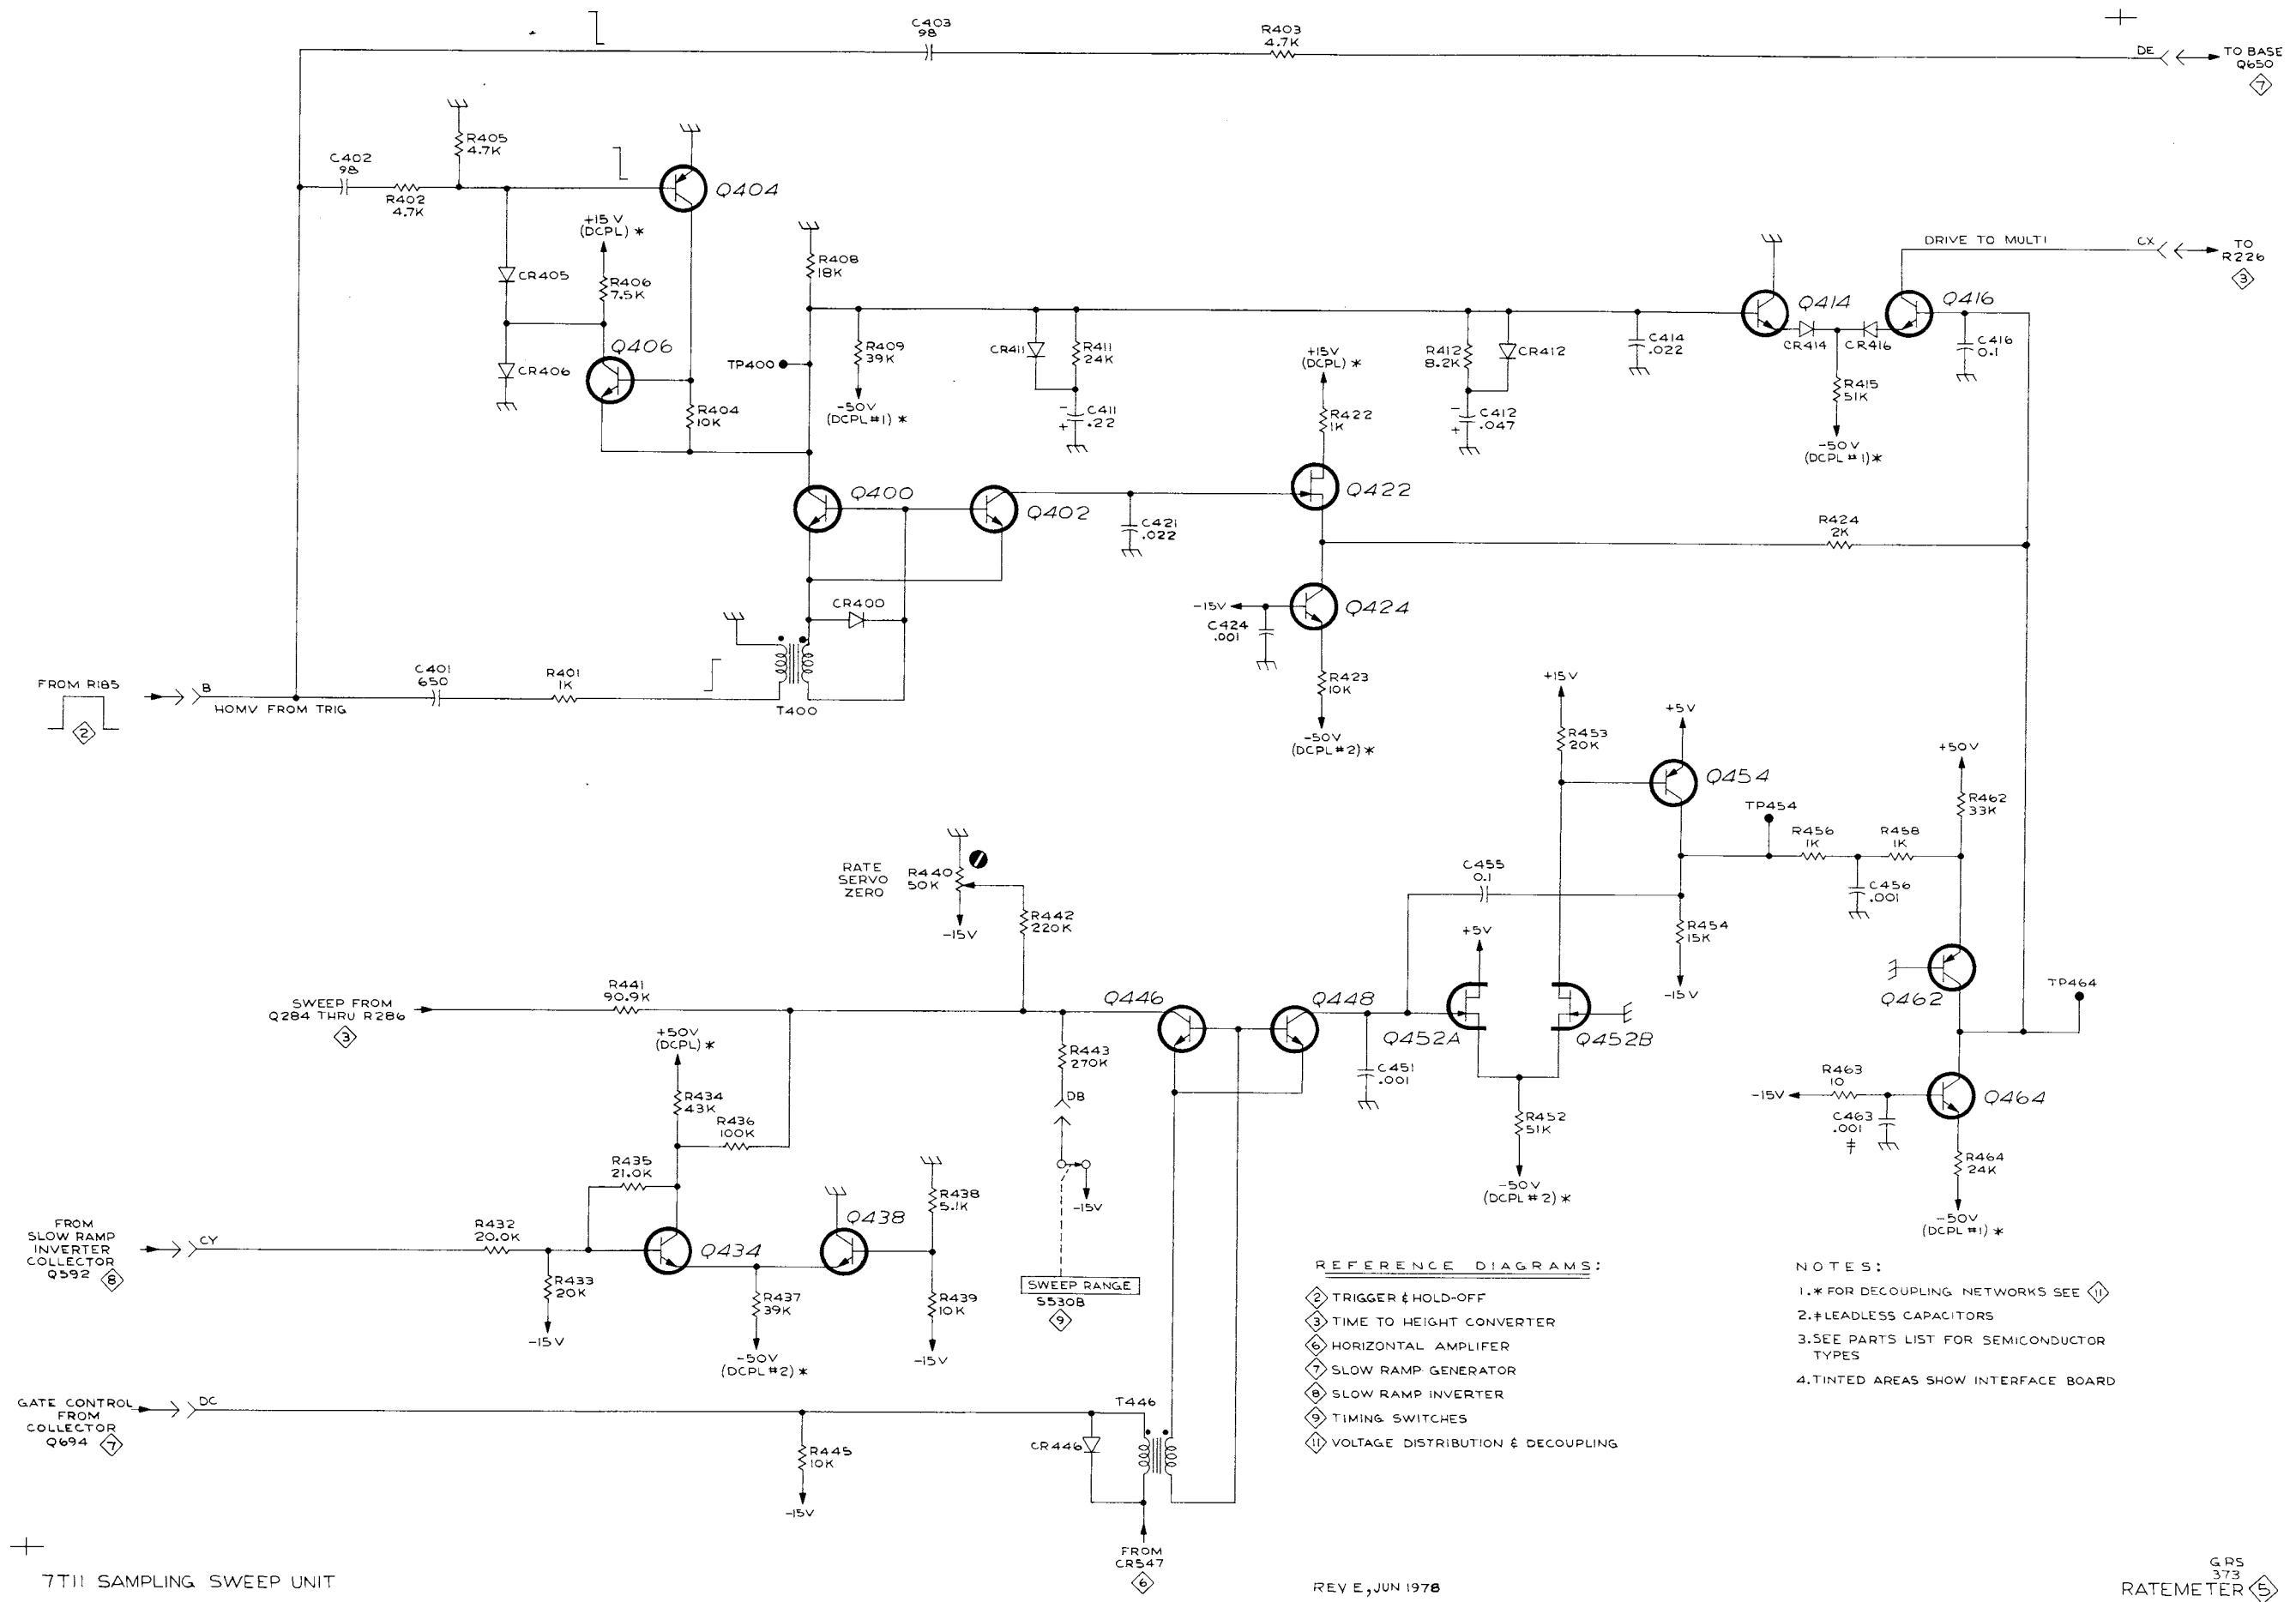 C403
98
R403
4.7K
DE
TO BASE
Q650
7
R405
4.7K
C402
98
R402
4.7K
Q404
+15 V
(DCPL) *
CR405
R406
7.5K
Q406
CR406
R404
10K
R408
18K
TP400
R409
39K
-50V
(DCPL#1) *
CR411
R411
24K
- C411
+ .22
+15V
(DCPL) *
R422
1K
R412
8.2K
CR412
- C412
+ .047
C414
.022
Q414
Q416
CR414
CR416
R415
51K
-50V
(DCPL #1)*
C416
0.1
DRIVE TO MULTI
CX
TO
R226
3
Q400
Q402
C421
.022
Q422
R424
2K
CR400
-15V
C424
.001
Q424
R423
10K
-50V
(DCPL#2) *
FROM R185
2
B
HOMV FROM TRIG
C401
650
R401
1K
T400
+15V
R453
20K
+5V
Q454
TP454
R456
1K
R458
1K
+50V
R462
33K
C456
.001
R454
15K
-15V
C455
0.1
RATE
SERVO
ZERO
R440
50K
-15V
R442
220K
SWEEP FROM
Q284 THRU R286
3
R441
90.9K
Q446
Q448
+5V
Q452A
Q452B
C451
.001
R452
51K
-50V
(DCPL #2) *
Q462
TP464
R463
10
-15V
C463
.001
‡
Q464
R464
24K
-50V
(DCPL #1) *
+50V
(DCPL) *
R434
43K
R436
100K
R435
21.0K
R443
270K
DB
-15V
SWEEP RANGE
S530B
9
FROM
SLOW RAMP
INVERTER
COLLECTOR
Q592 8
CY
R432
20.0K
R433
20K
-15V
Q434
R437
39K
-50V
(DCPL#2) *
Q438
R438
5.1K
R439
10K
-15V
GATE CONTROL
FROM
COLLECTOR
Q694 7
DC
R445
10K
-15V
CR446
T446
FROM
CR547
6
REFERENCE DIAGRAMS:
2 TRIGGER & HOLD-OFF
3 TIME TO HEIGHT CONVERTER
6 HORIZONTAL AMPLIFER
7 SLOW RAMP GENERATOR
8 SLOW RAMP INVERTER
9 TIMING SWITCHES
11 VOLTAGE DISTRIBUTION & DECOUPLING
NOTES:
1.* FOR DECOUPLING NETWORKS SEE 11
2.‡ LEADLESS CAPACITORS
3.SEE PARTS LIST FOR SEMICONDUCTOR
TYPES
4.TINTED AREAS SHOW INTERFACE BOARD
7T11 SAMPLING SWEEP UNIT
REV E, JUN 1978
GRS
373
RATEMETER 5